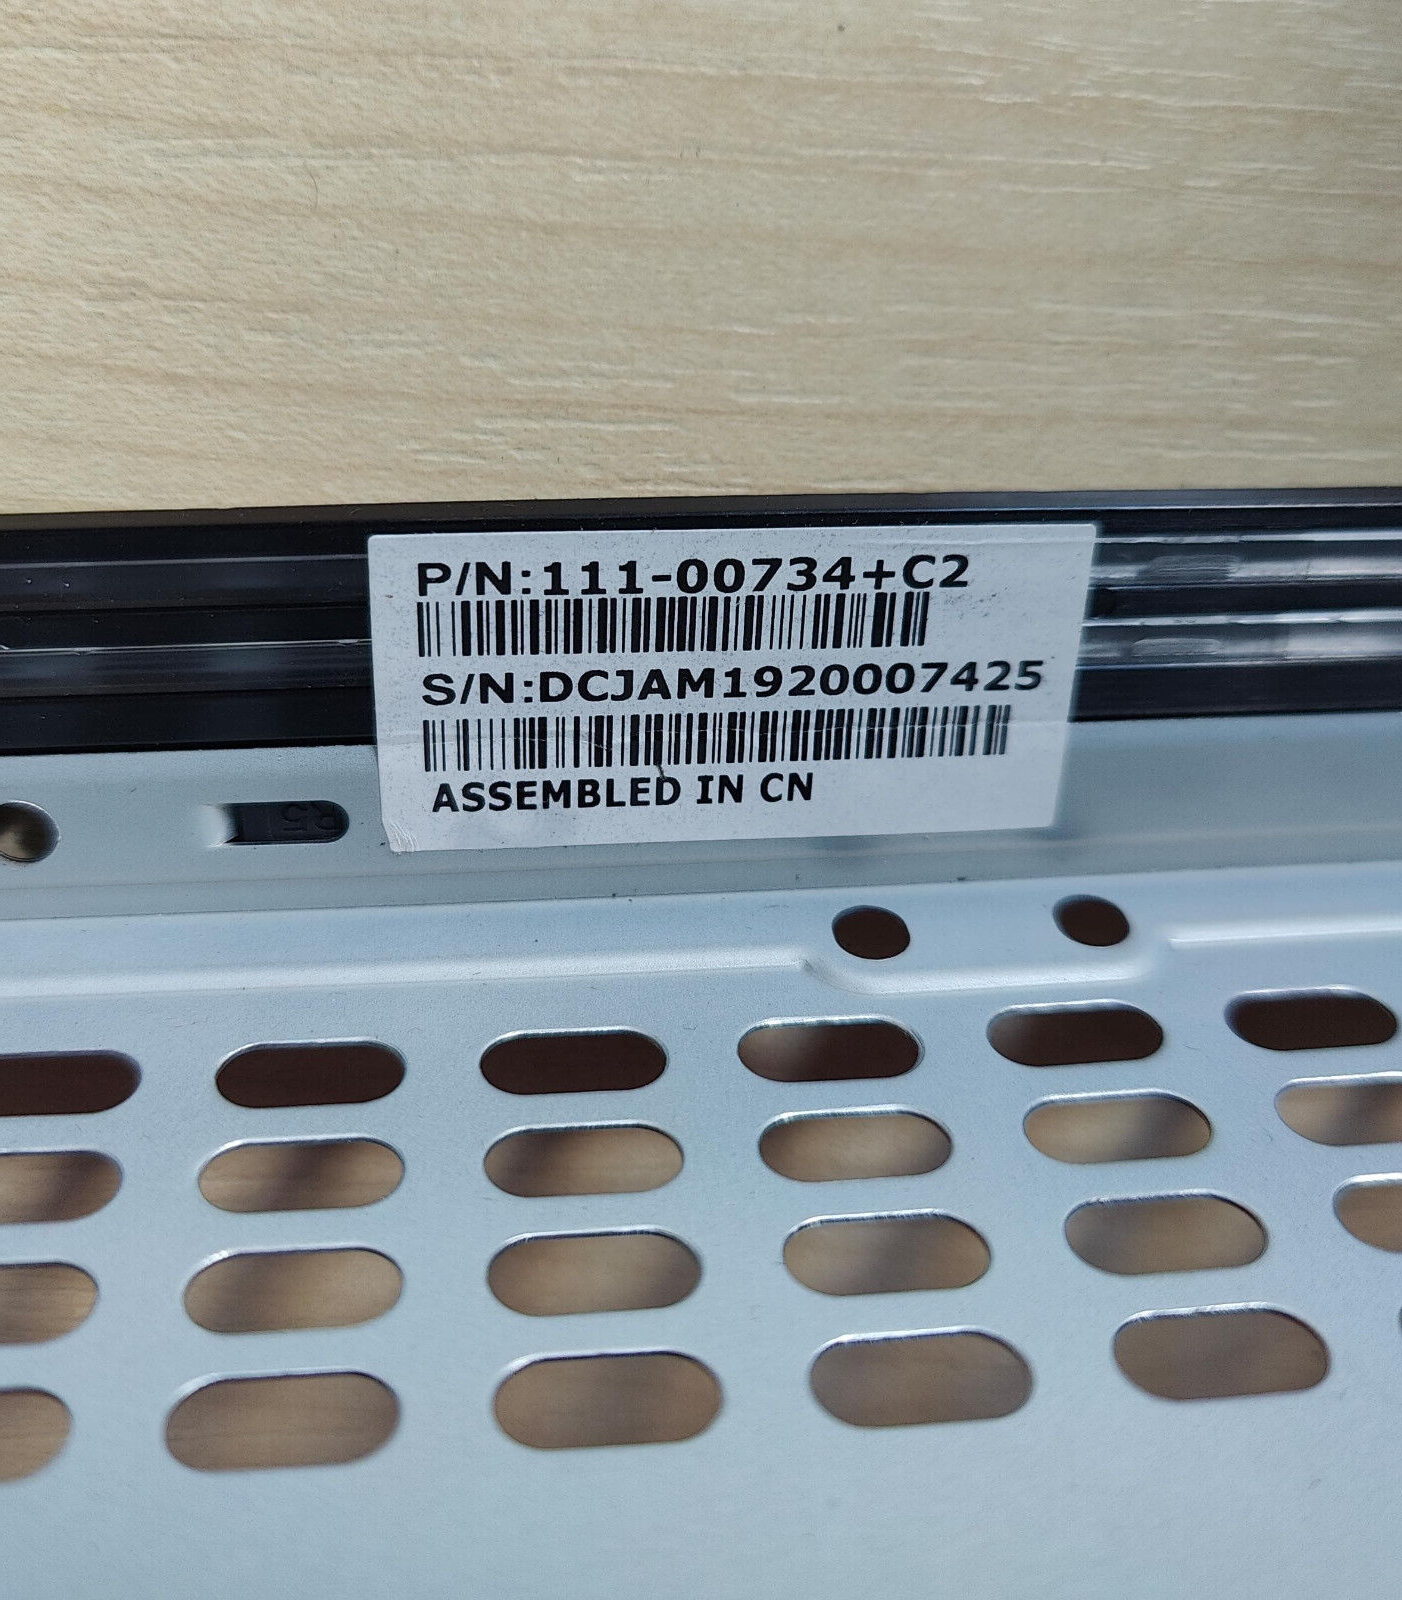 P/N:111-00734+C2
S/N:DCJAM1920007425
ASSEMBLED IN CN